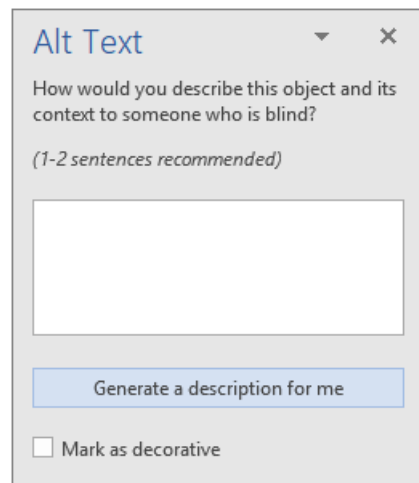 Alt Text
How would you describe this object and its
context to someone who is blind?
(1-2 sentences recommended)
Generate a description for me
Mark as decorative